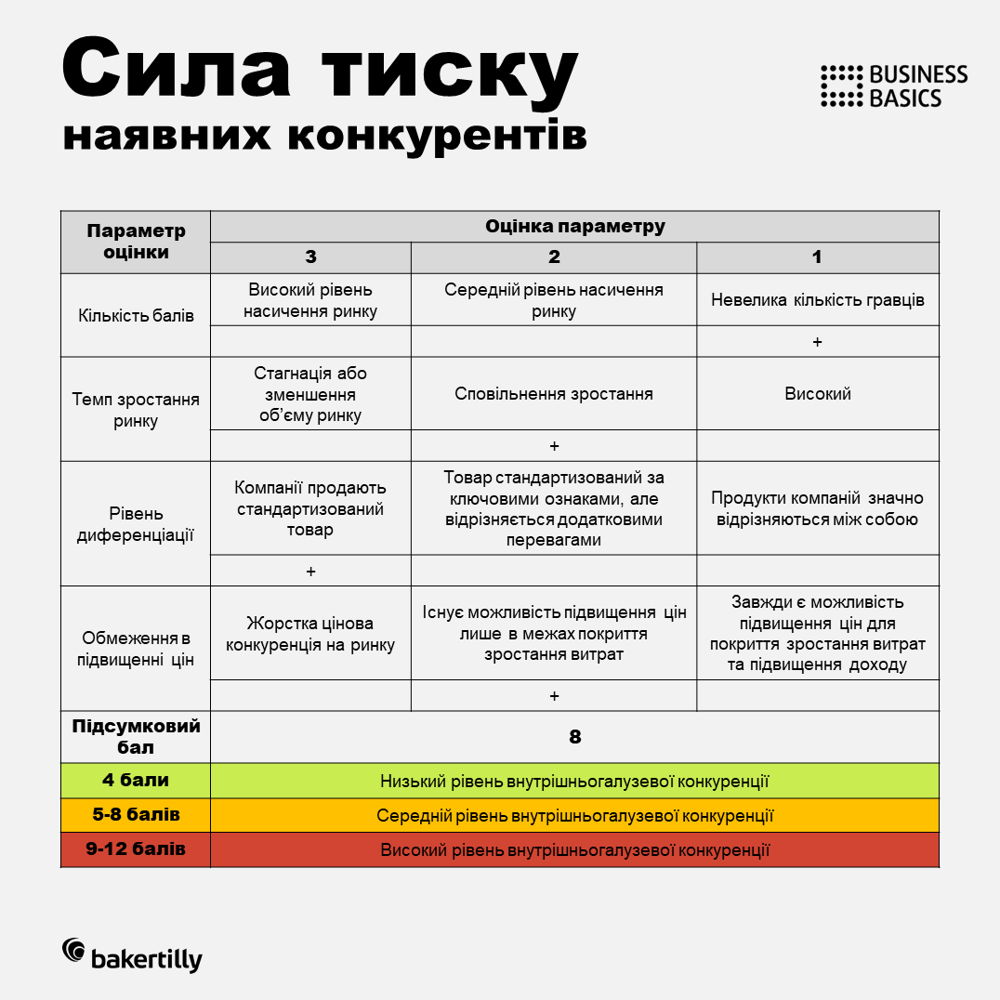 Сила тиску
наявних конкурентів
BUSINESS
BASICS
Параметр
оцінки
Оцінка параметру
3
2
1
Кількість балів
Високий рівень
насичення ринку
Середній рівень насичення
ринку
Невелика кількість гравців
+
Темп зростання
ринку
Стагнація або
зменшення
об’єму ринку
Сповільнення зростання
Високий
+
Рівень
диференціації
Компанії продають
стандартизований
товар
Товар стандартизований за
ключовими ознаками, але
відрізняється додатковими
перевагами
Продукти компаній значно
відрізняються між собою
+
Обмеження в
підвищенні цін
Жорстка цінова
конкуренція на ринку
Існує можливість підвищення цін
лише в межах покриття
зростання витрат
Завжди є можливість
підвищення цін для
покриття зростання витрат
та підвищення доходу
+
Підсумковий
бал
8
4 бали
Низький рівень внутрішньогалузевої конкуренції
5-8 балів
Середній рівень внутрішньогалузевої конкуренції
9-12 балів
Високий рівень внутрішньогалузевої конкуренції
bakertilly